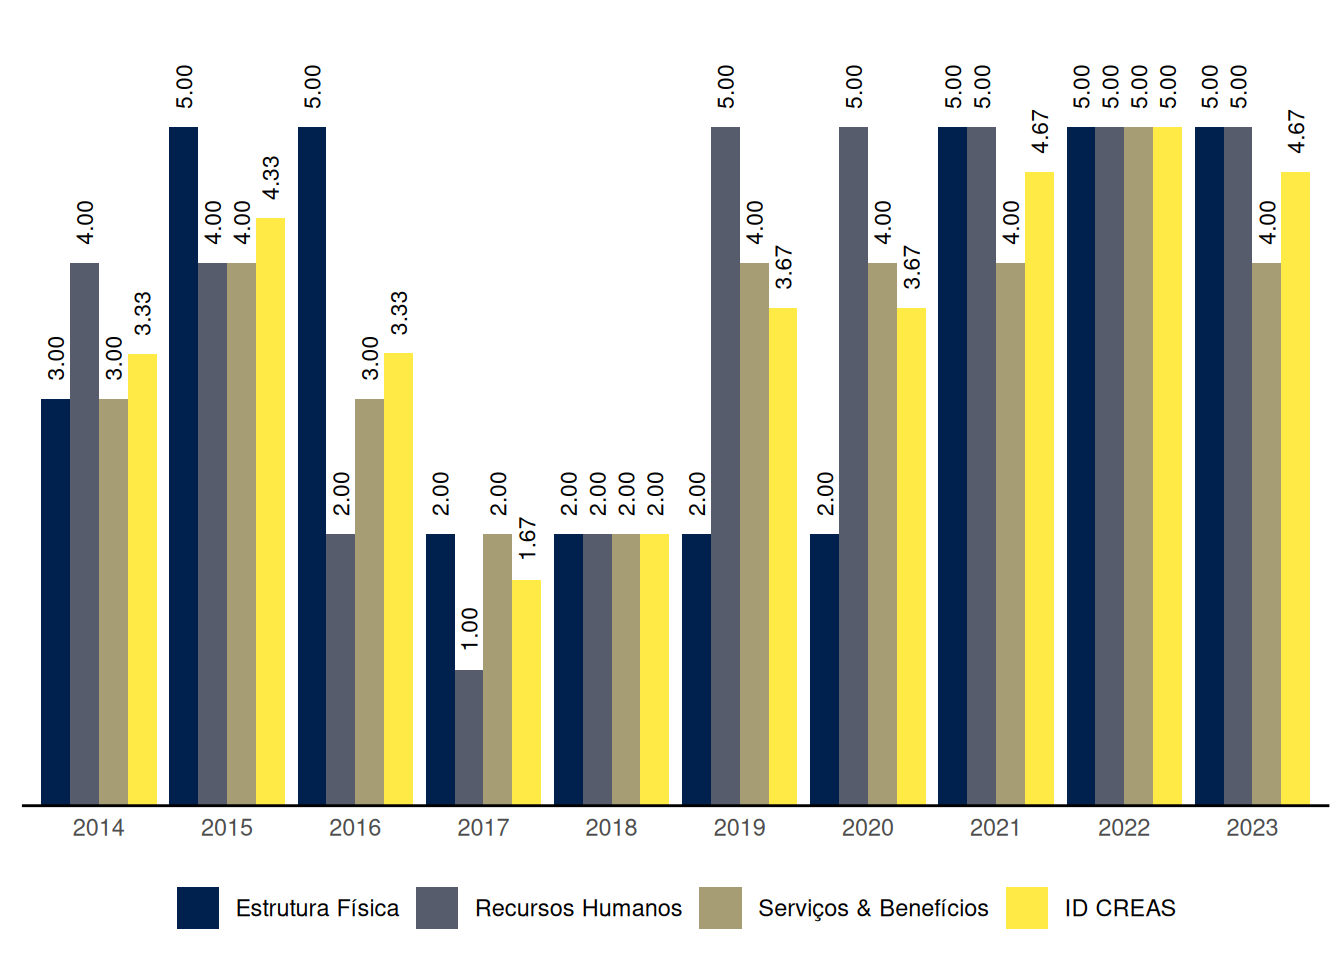 5.00 5.00 5.00 5.00 5.00 5.00 5.00 5.00 5.00 5.00 5.00 5.00
4.67 4.67
4.33
4.00 4.00 4.00 4.00 4.00 4.00 4.00
3.67 3.67
3.33 3.33
3.00 3.00 3.00
2.00 2.00 2.00 2.00 2.00 2.00 2.00 2.00 2.00
1.67
1.00
2014 2015 2016 2017 2018 2019 2020 2021 2022 2023
Estrutura Física Recursos Humanos Serviços & Benefícios ID CREAS